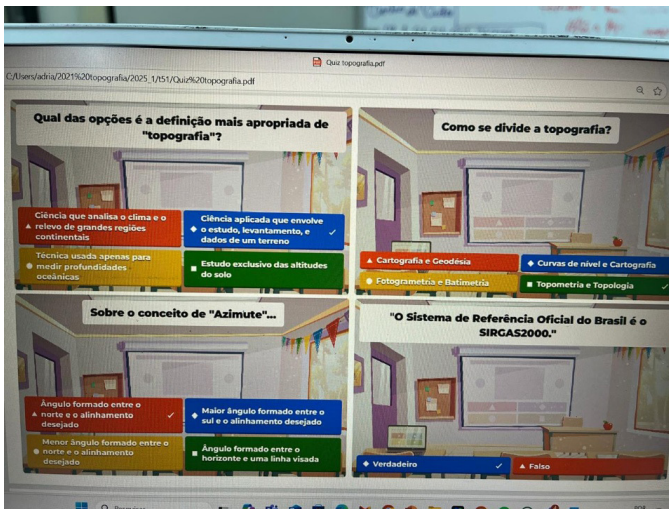 Quiz topografia.pdf
C:/Users/adria/2021%20topografia/2025_1/t51/Quiz%20topografia.pdf
Qual das opções é a definição mais apropriada de
"topografia"?
Ciência que analisa o clima e o
relevo de grandes regiões
continentais
Ciência aplicada que envolve
o estudo, levantamento, e
dados de um terreno
Técnica usada apenas para
medir profundidades
oceânicas
Estudo exclusivo das altitudes
do solo
Como se divide a topografia?
Cartografia e Geodésia
Curvas de nível e Cartografia
Fotogrametria e Batimetria
Topometria e Topologia
Sobre o conceito de "Azimute"...
Ângulo formado entre o
norte e o alinhamento
desejado
Maior ângulo formado entre o
sul e o alinhamento desejado
Menor ângulo formado entre o
norte e o alinhamento
desejado
Ângulo formado entre o
horizonte e uma linha visada
"O Sistema de Referência Oficial do Brasil é o
SIRGAS2000."
Verdadeiro
Falso